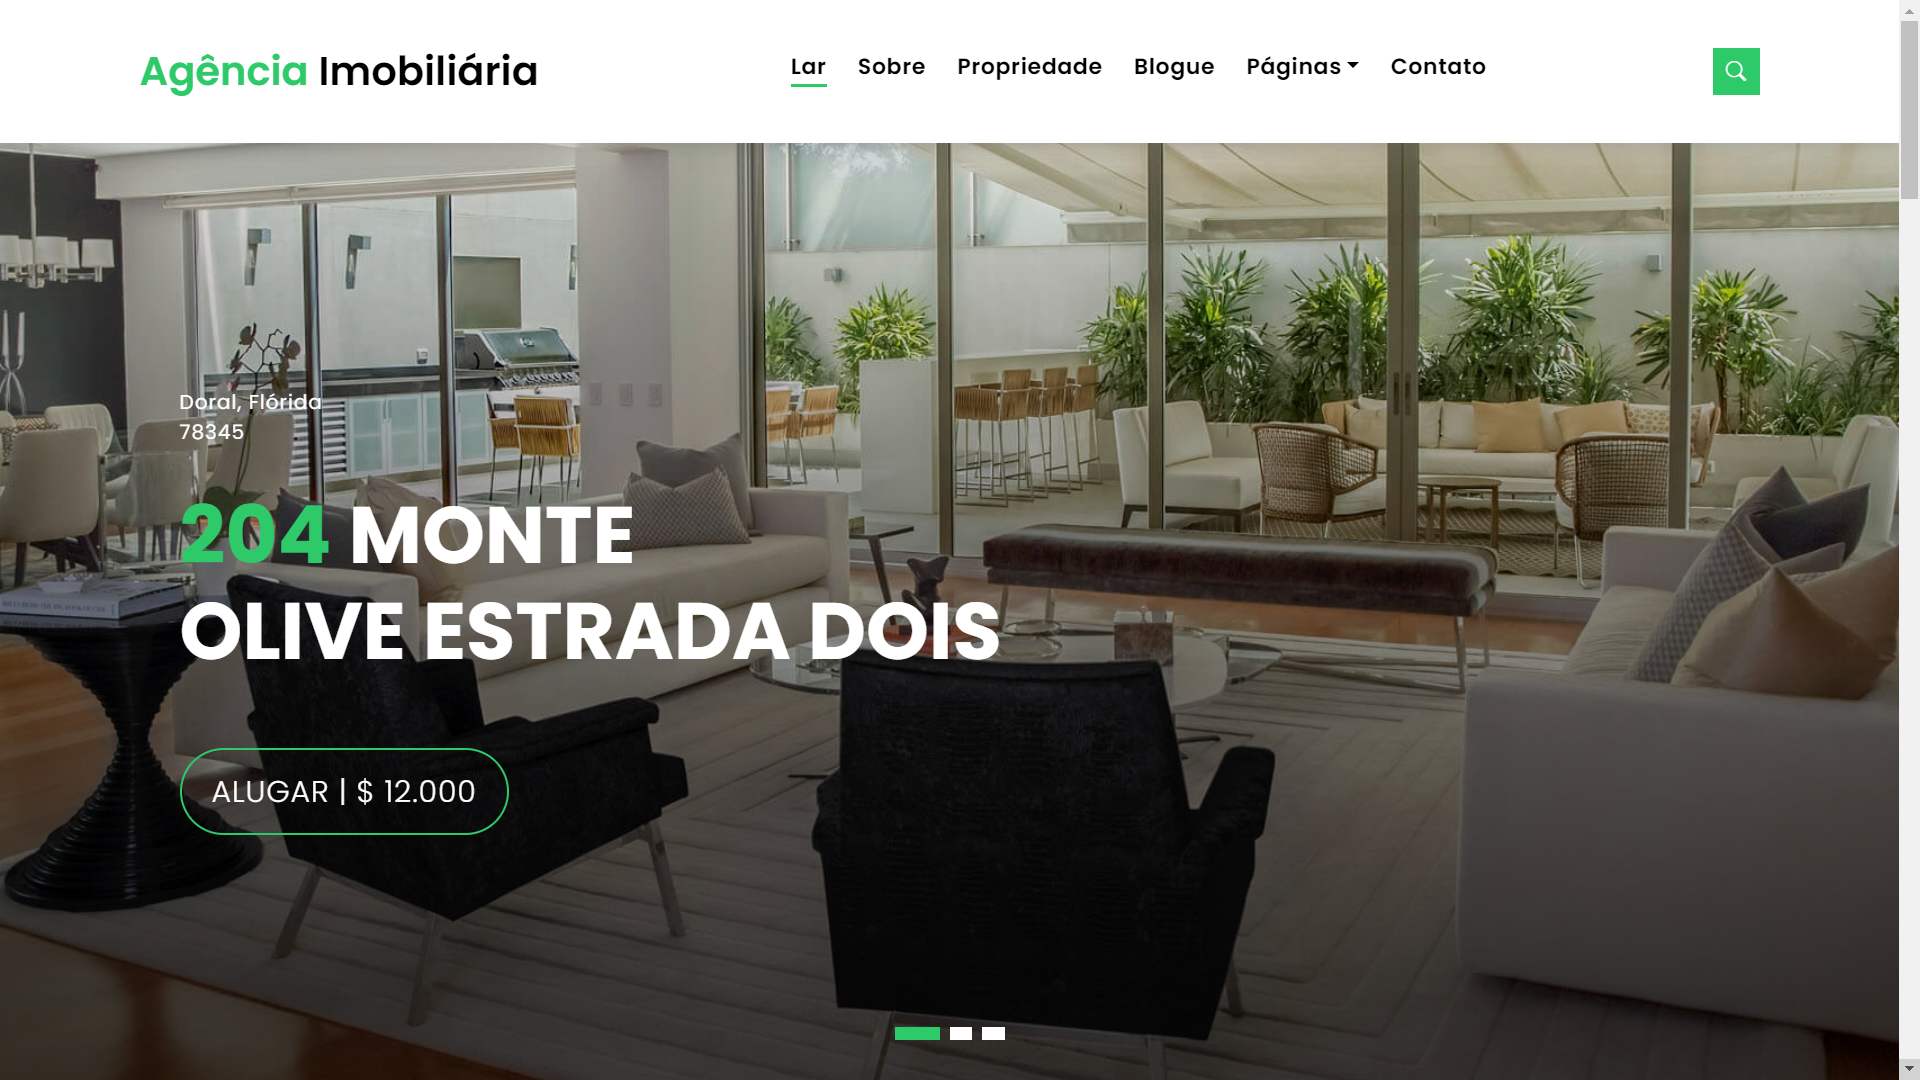 Agência Imobiliária
Lar Sobre Propriedade Blogue Páginas Contato
Doral, Flórida
78345
204 MONTE
OLIVE ESTRADA DOIS
ALUGAR | $ 12.000